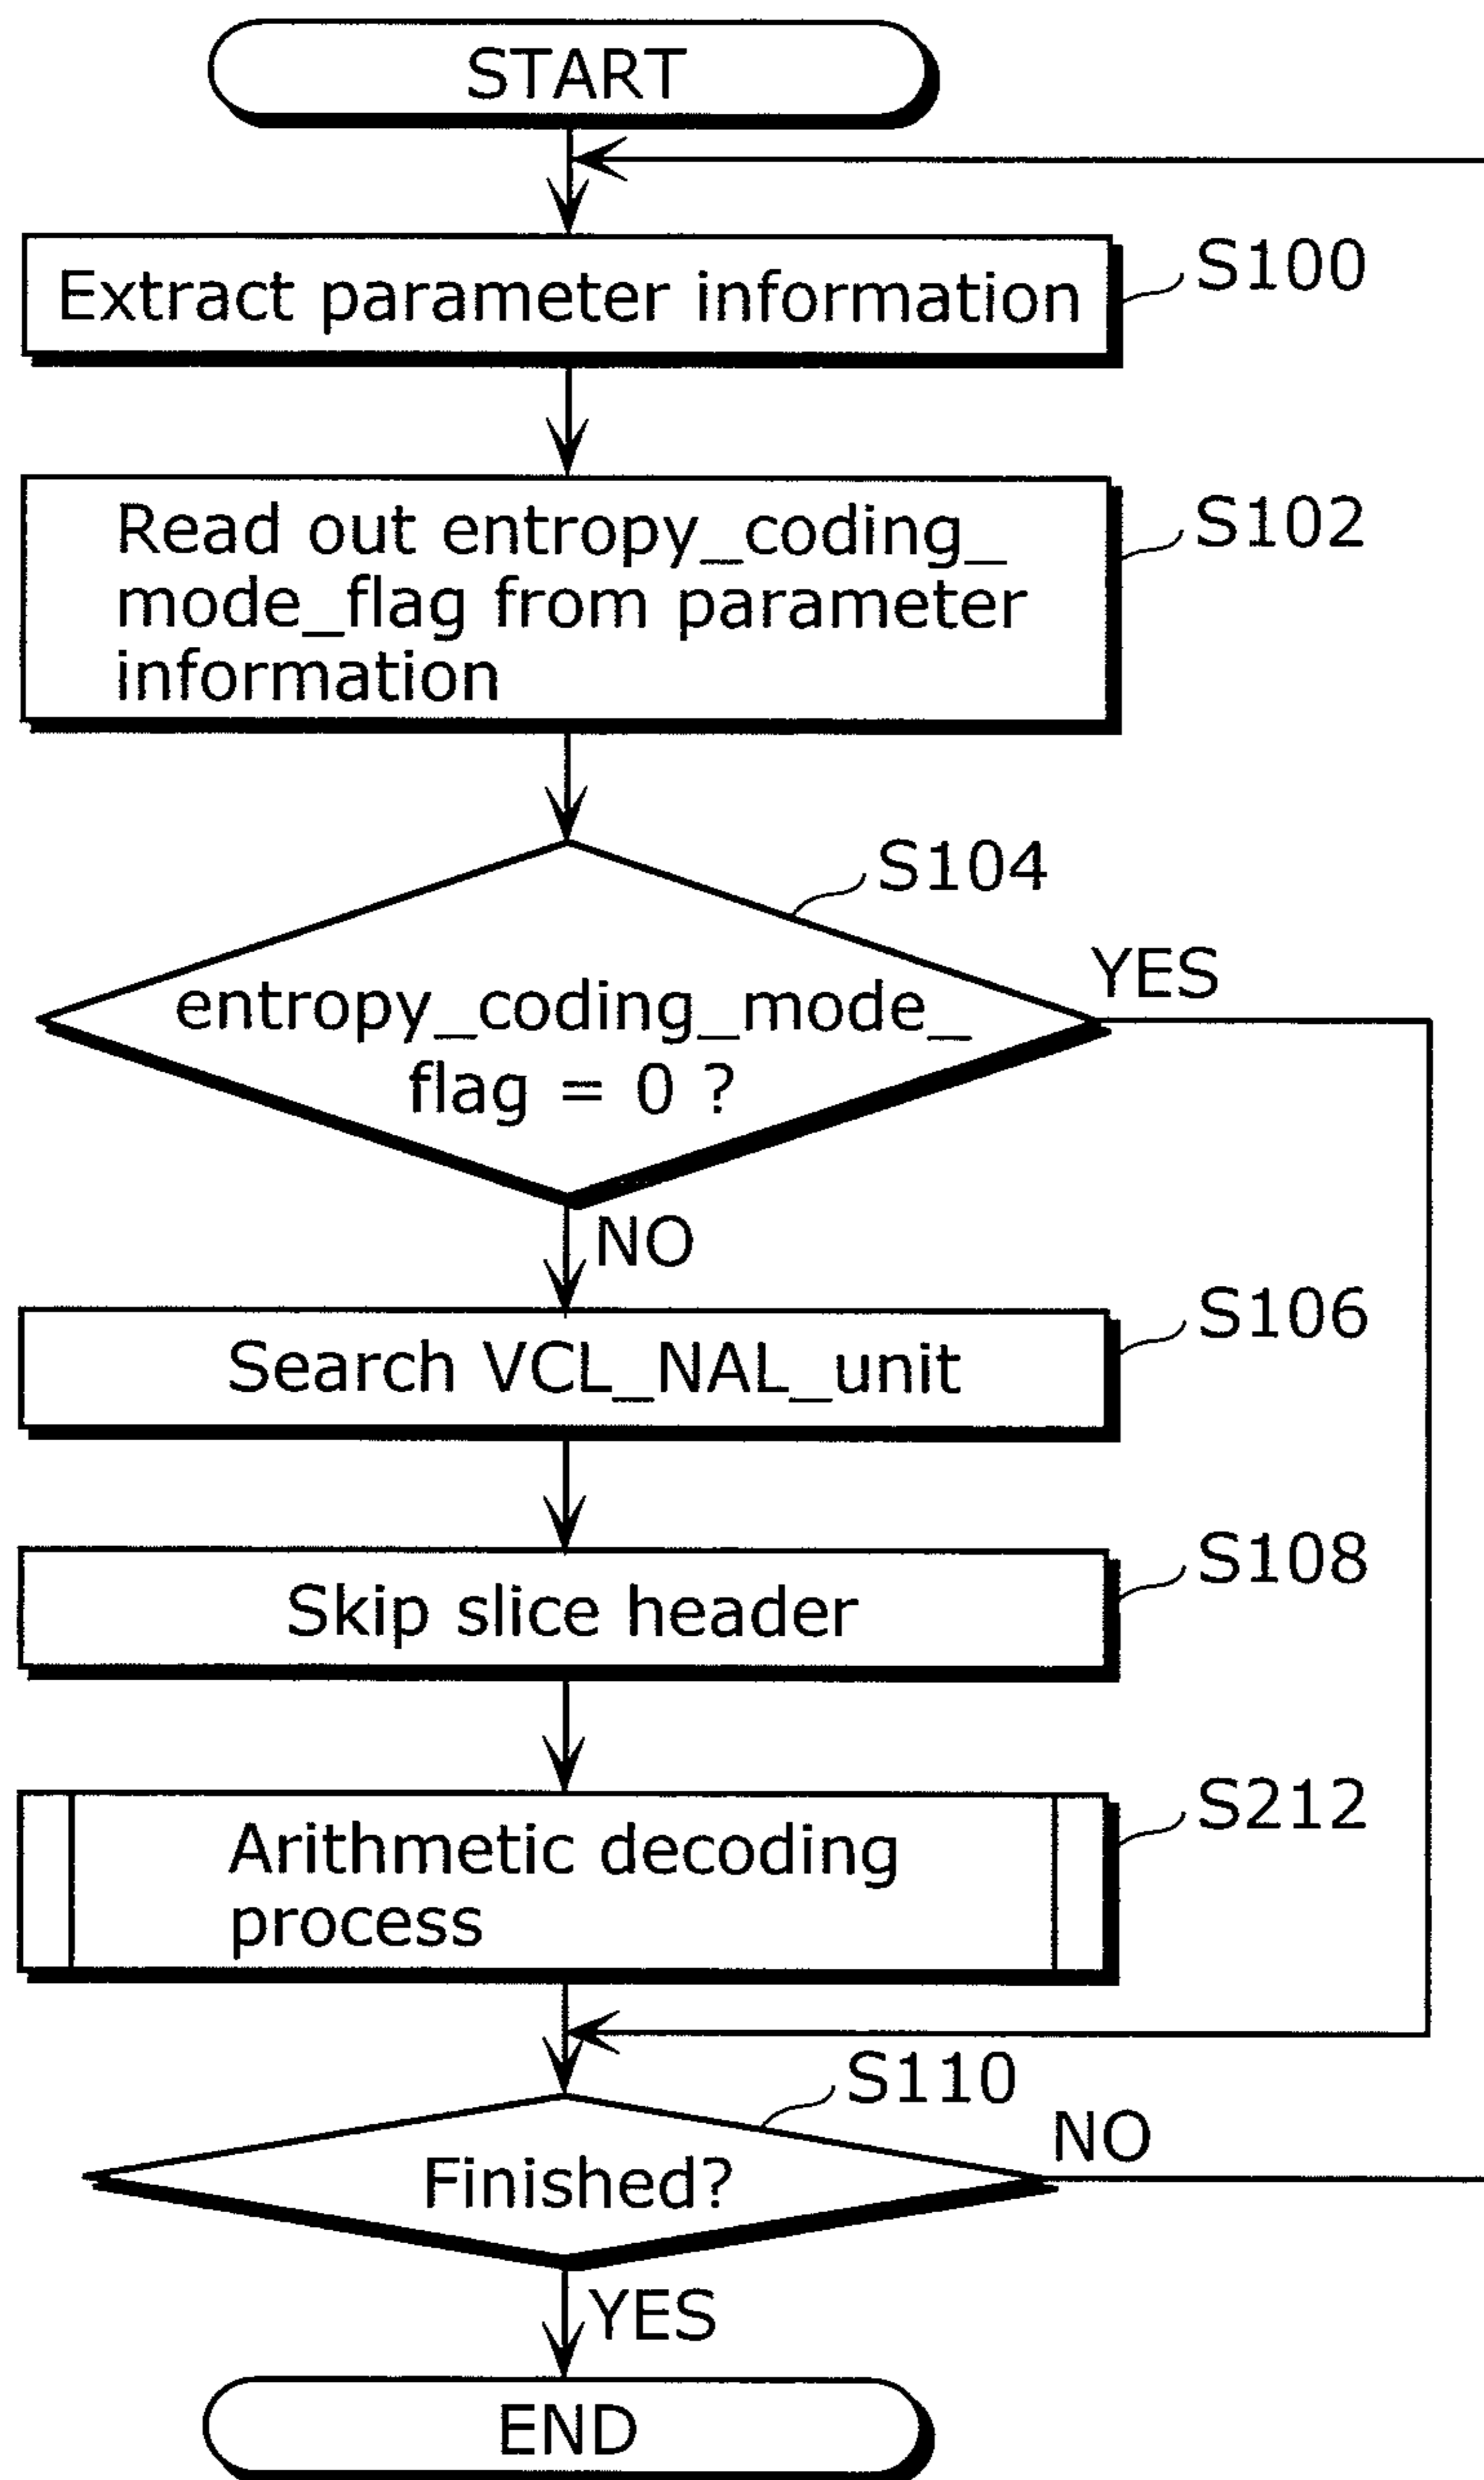 START
Extract parameter information
S100
Read out entropy_coding_
mode_flag from parameter
information
S102
S104
entropy_coding_mode_
flag = 0 ?
YES
NO
Search VCL_NAL_unit
S106
Skip slice header
S108
Arithmetic decoding
process
S212
S110
Finished?
NO
YES
END